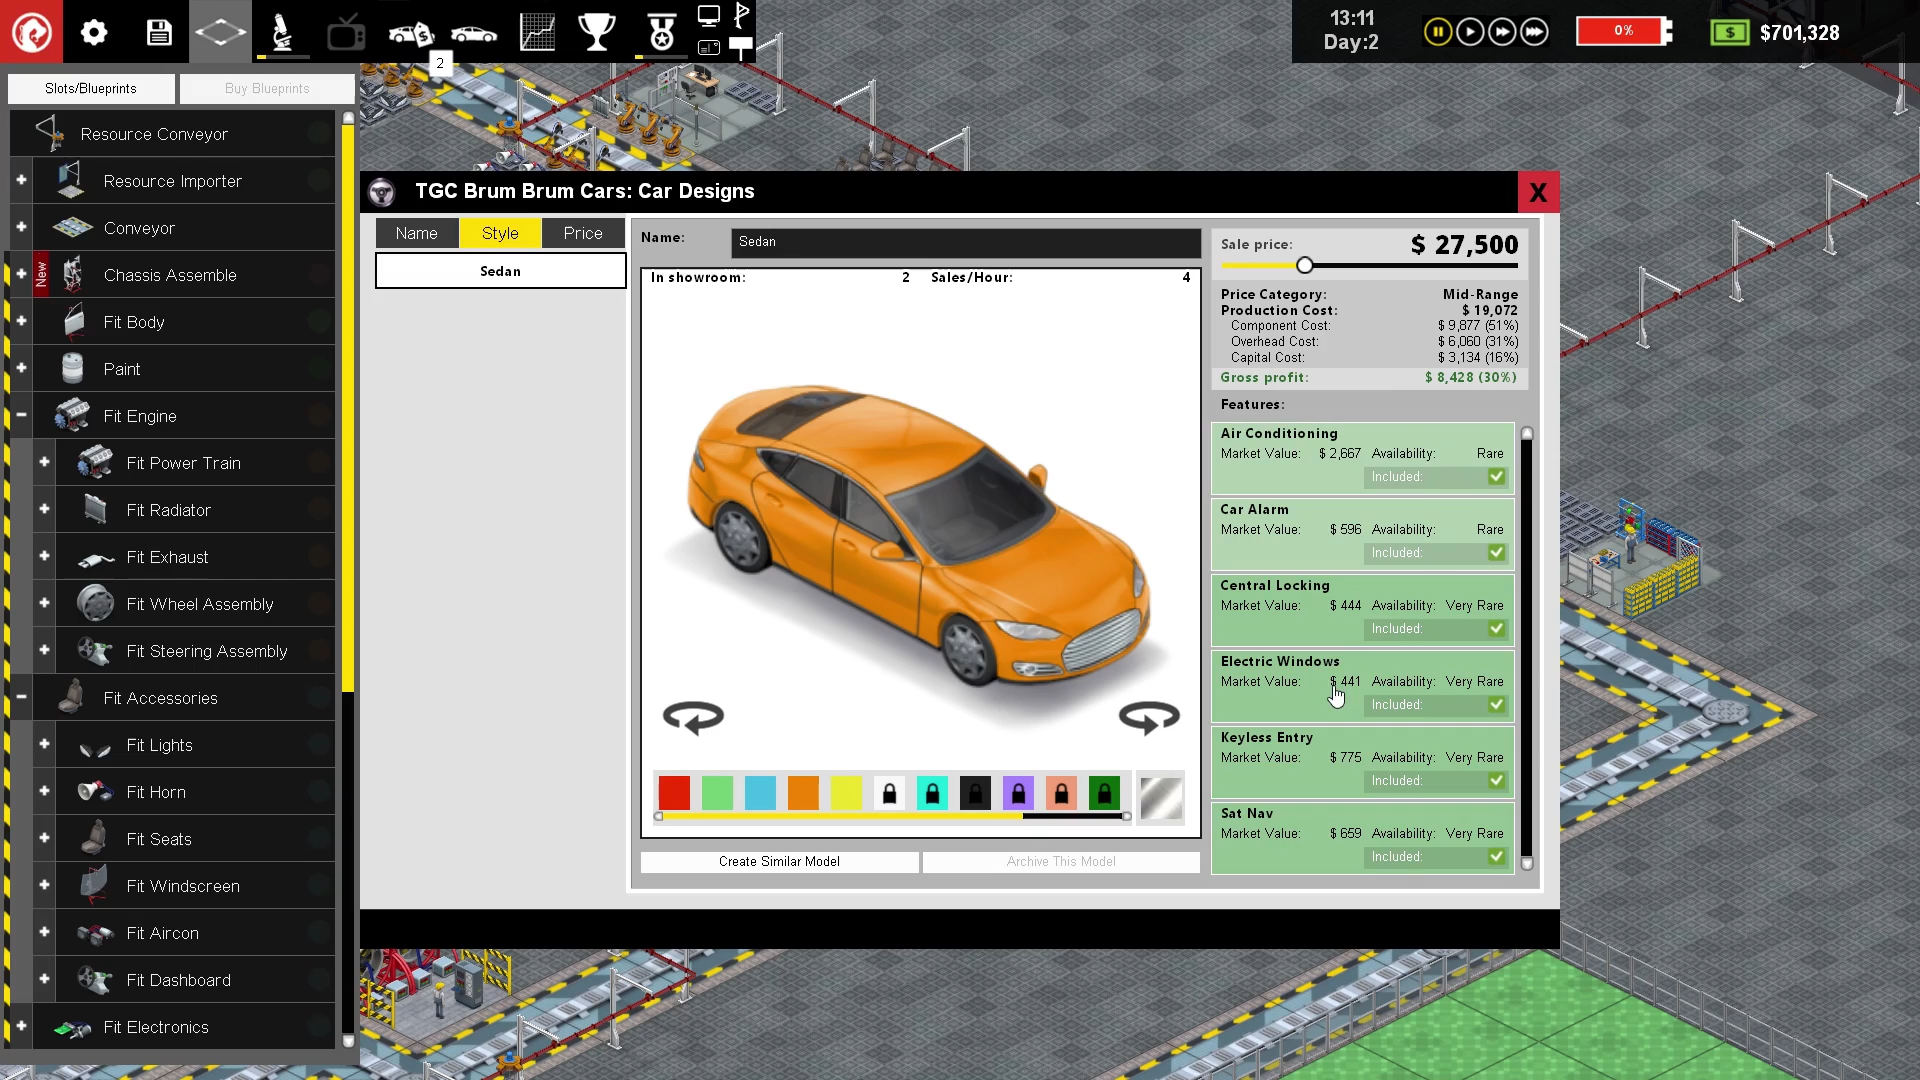 13:11
Day:2
0%
$701,328
2
Slots/Blueprints
Buy Blueprints
Resource Conveyor
Resource Importer
Conveyor
New
Chassis Assemble
Fit Body
Paint
Fit Engine
Fit Power Train
Fit Radiator
Fit Exhaust
Fit Wheel Assembly
Fit Steering Assembly
Fit Accessories
Fit Lights
Fit Horn
Fit Seats
Fit Windscreen
Fit Aircon
Fit Dashboard
Fit Electronics
TGC Brum Brum Cars: Car Designs
X
Name Style Price
Sedan
Name: Sedan
In showroom: 2 Sales/Hour: 4
Create Similar Model
Archive This Model
Sale price: $ 27,500
Price Category: Mid-Range
Production Cost: $ 19,072
Component Cost: $ 9,877 (51%)
Overhead Cost: $ 6,060 (31%)
Capital Cost: $ 3,134 (16%)
Gross profit: $ 8,428 (30%)
Features:
Air Conditioning
Market Value: $ 2,667 Availability: Rare
Included:
Car Alarm
Market Value: $ 596 Availability: Rare
Included:
Central Locking
Market Value: $ 444 Availability: Very Rare
Included:
Electric Windows
Market Value: $ 441 Availability: Very Rare
Included:
Keyless Entry
Market Value: $ 775 Availability: Very Rare
Included:
Sat Nav
Market Value: $ 659 Availability: Very Rare
Included: